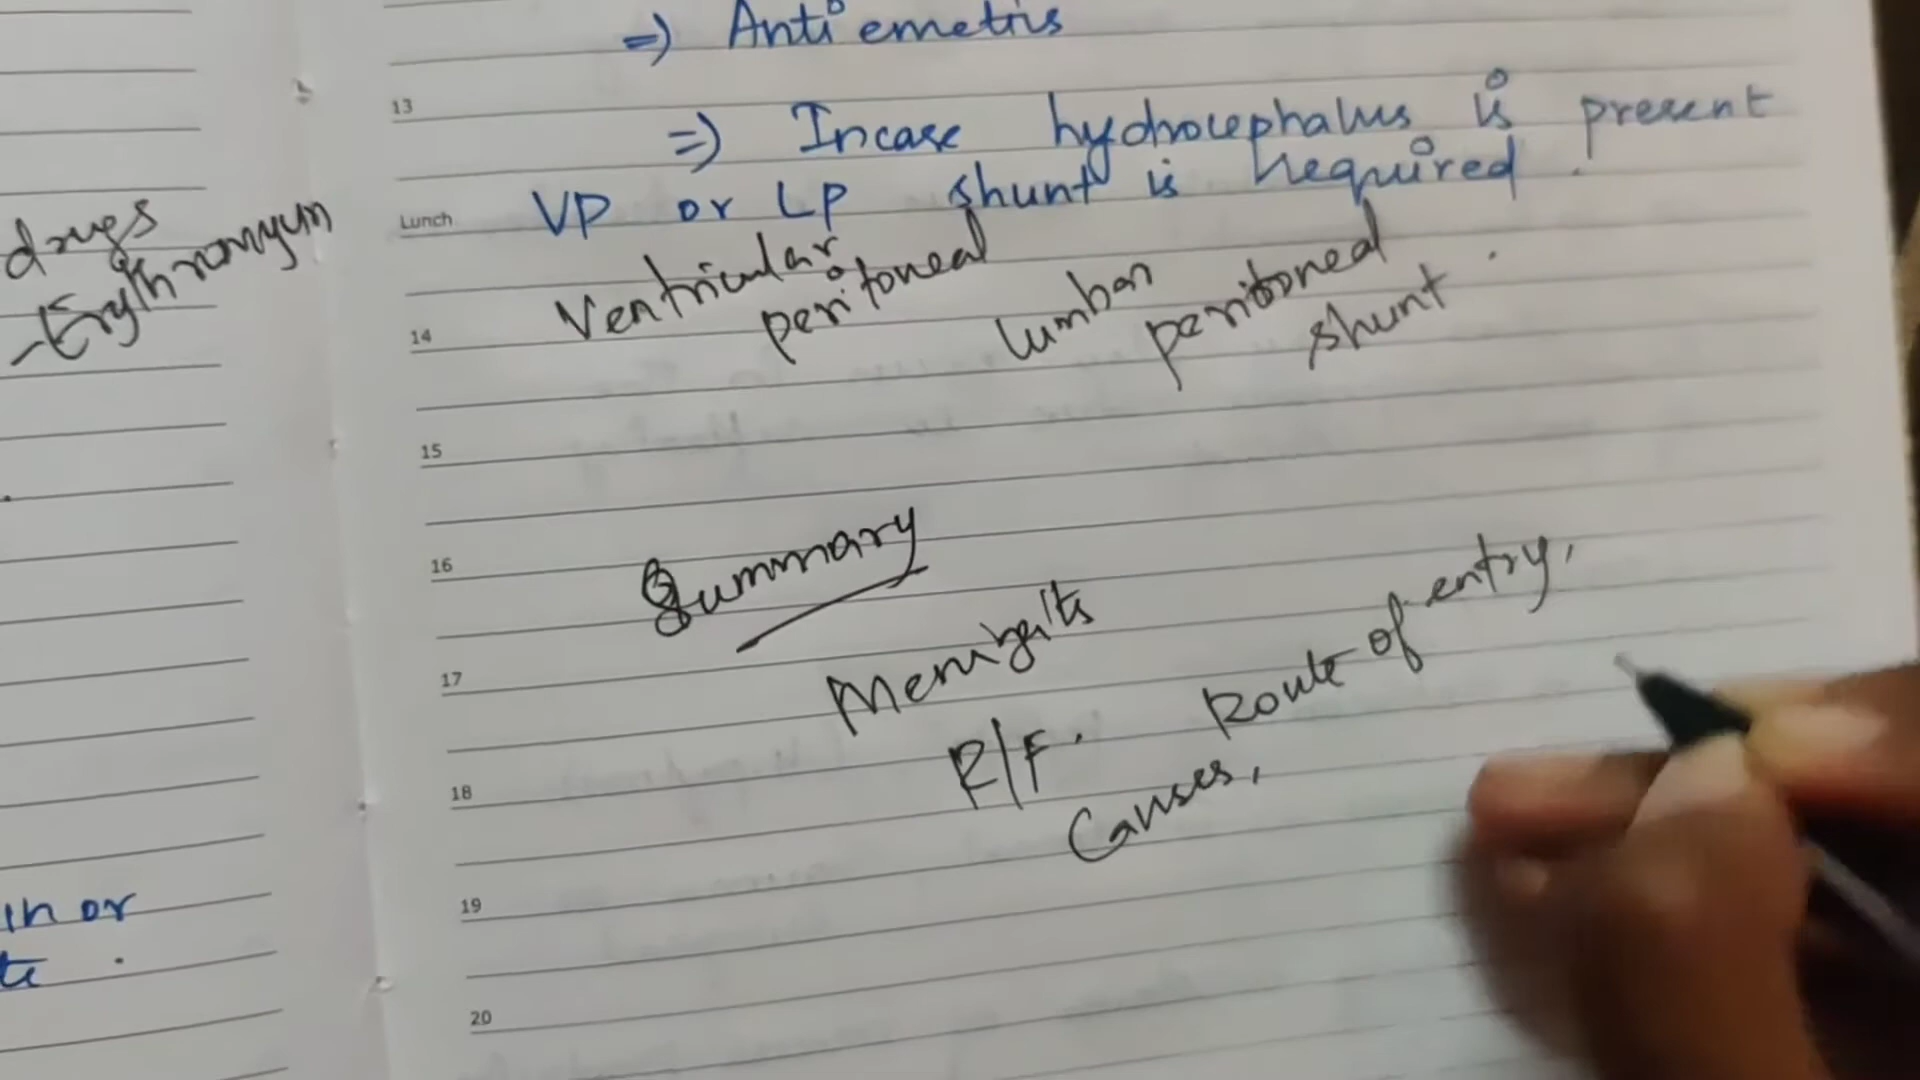 drugs
-Erythromycin
in or
te .
=) Antiemetics
13
=) Incase hydrocephalus is present
Lunch VP or LP shunt is required.
Ventricular
peritoneal
lumbar
peritoneal
shunt.
14
15
Summary
16
Meningitis
17
R/F. Route of entry,
18
Causes,
19
20